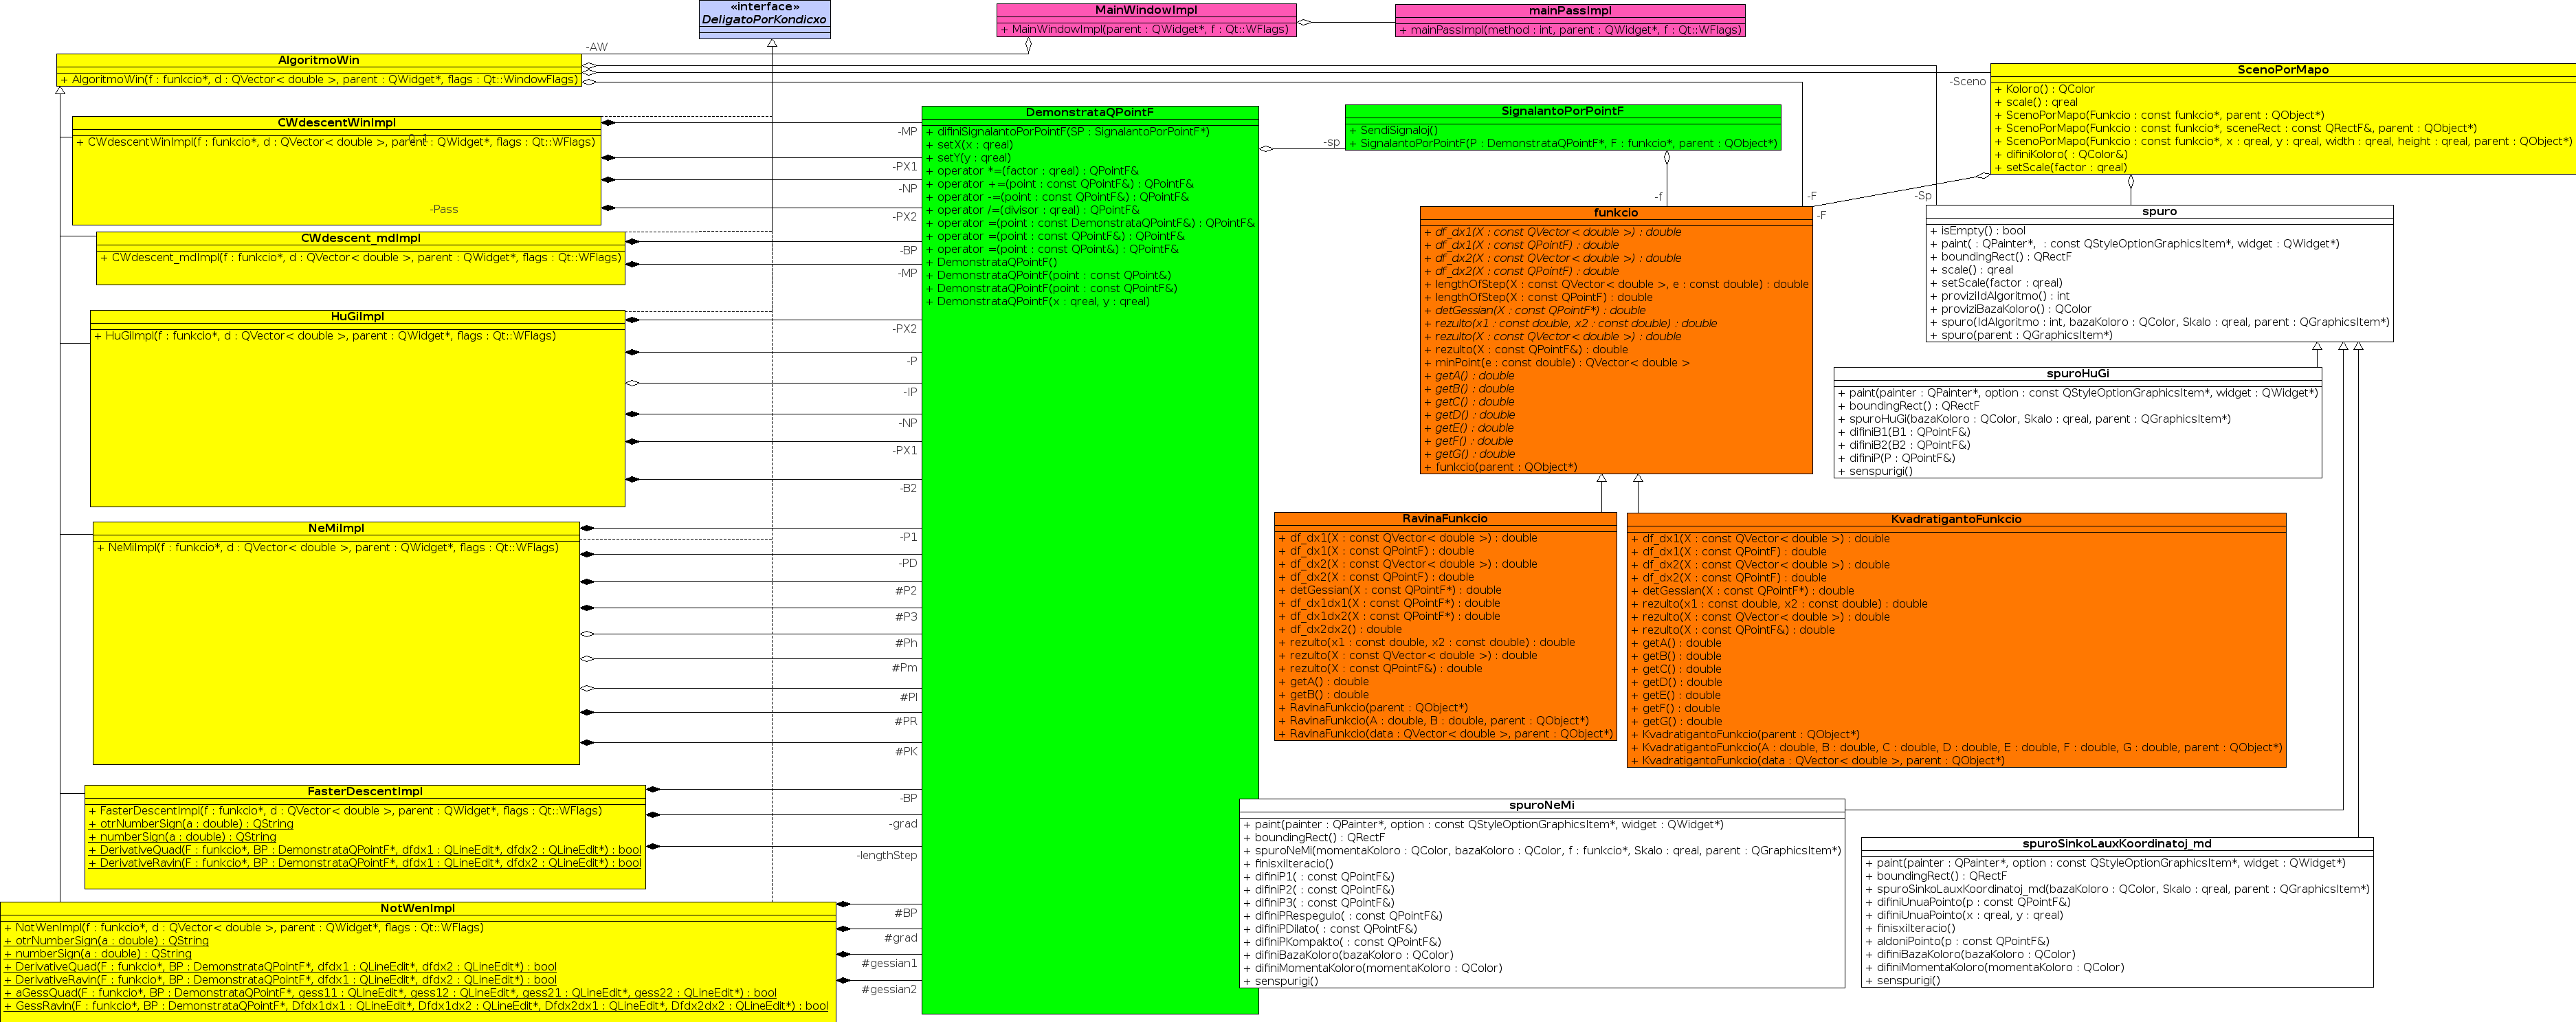 «interface»
DeligatoPorKondicxo
MainWindowImpl
+ MainWindowImpl(parent : QWidget*, f : Qt::WFlags)
mainPassImpl
+ mainPassImpl(method : int, parent : QWidget*, f : Qt::WFlags)
-AW
AlgoritmoWin
+ AlgoritmoWin(f : funkcio*, d : QVector< double >, parent : QWidget*, flags : Qt::WindowFlags)
-Sceno
ScenoPorMapo
+ Koloro() : QColor
+ scale() : qreal
+ ScenoPorMapo(Funkcio : const funkcio*, parent : QObject*)
+ ScenoPorMapo(Funkcio : const funkcio*, sceneRect : const QRectF&, parent : QObject*)
+ ScenoPorMapo(Funkcio : const funkcio*, x : qreal, y : qreal, width : qreal, height : qreal, parent : QObject*)
+ difiniKoloro( : QColor&)
+ setScale(factor : qreal)
CWdescentWinImpl
+ CWdescentWinImpl(f : funkcio*, d : QVector< double >, parent : QWidget*, flags : Qt::WFlags)
-Pass
-MP
-PX1
-NP
-PX2
CWdescent_mdImpl
+ CWdescent_mdImpl(f : funkcio*, d : QVector< double >, parent : QWidget*, flags : Qt::WFlags)
-BP
-MP
HuGiImpl
+ HuGiImpl(f : funkcio*, d : QVector< double >, parent : QWidget*, flags : Qt::WFlags)
-PX2
-P
-IP
-NP
-PX1
-B2
NeMiImpl
+ NeMiImpl(f : funkcio*, d : QVector< double >, parent : QWidget*, flags : Qt::WFlags)
-P1
-PD
#P2
#P3
#Ph
#Pm
#Pl
#PR
#PK
FasterDescentImpl
+ FasterDescentImpl(f : funkcio*, d : QVector< double >, parent : QWidget*, flags : Qt::WFlags)
+ otrNumberSign(a : double) : QString
+ numberSign(a : double) : QString
+ DerivativeQuad(F : funkcio*, BP : DemonstrataQPointF*, dfdx1 : QLineEdit*, dfdx2 : QLineEdit*) : bool
+ DerivativeRavin(F : funkcio*, BP : DemonstrataQPointF*, dfdx1 : QLineEdit*, dfdx2 : QLineEdit*) : bool
-BP
-grad
-lengthStep
NotWenImpl
+ NotWenImpl(f : funkcio*, d : QVector< double >, parent : QWidget*, flags : Qt::WFlags)
+ otrNumberSign(a : double) : QString
+ numberSign(a : double) : QString
+ DerivativeQuad(F : funkcio*, BP : DemonstrataQPointF*, dfdx1 : QLineEdit*, dfdx2 : QLineEdit*) : bool
+ DerivativeRavin(F : funkcio*, BP : DemonstrataQPointF*, dfdx1 : QLineEdit*, dfdx2 : QLineEdit*) : bool
+ aGessQuad(F : funkcio*, BP : DemonstrataQPointF*, gess11 : QLineEdit*, gess12 : QLineEdit*, gess21 : QLineEdit*, gess22 : QLineEdit*) : bool
+ GessRavin(F : funkcio*, BP : DemonstrataQPointF*, Dfdx1dx1 : QLineEdit*, Dfdx1dx2 : QLineEdit*, Dfdx2dx1 : QLineEdit*, Dfdx2dx2 : QLineEdit*) : bool
#BP
#grad
#gessian1
#gessian2
DemonstrataQPointF
+ difiniSignalantoPorPointF(SP : SignalantoPorPointF*)
+ setX(x : qreal)
+ setY(y : qreal)
+ operator *=(factor : qreal) : QPointF&
+ operator +=(point : const QPointF&) : QPointF&
+ operator -=(point : const QPointF&) : QPointF&
+ operator /=(divisor : qreal) : QPointF&
+ operator =(point : const DemonstrataQPointF&) : QPointF&
+ operator =(point : const QPointF&) : QPointF&
+ operator =(point : const QPoint&) : QPointF&
+ DemonstrataQPointF()
+ DemonstrataQPointF(point : const QPoint&)
+ DemonstrataQPointF(point : const QPointF&)
+ DemonstrataQPointF(x : qreal, y : qreal)
-sp
SignalantoPorPointF
+ SendiSignaloj()
+ SignalantoPorPointF(P : DemonstrataQPointF*, F : funkcio*, parent : QObject*)
-f
-F
-F
-Sp
funkcio
+ df_dx1(X : const QVector< double >) : double
+ df_dx1(X : const QPointF) : double
+ df_dx2(X : const QVector< double >) : double
+ df_dx2(X : const QPointF) : double
+ lengthOfStep(X : const QVector< double >, e : const double) : double
+ lengthOfStep(X : const QPointF) : double
+ detGessian(X : const QPointF*) : double
+ rezulto(x1 : const double, x2 : const double) : double
+ rezulto(X : const QVector< double >) : double
+ rezulto(X : const QPointF&) : double
+ minPoint(e : const double) : QVector< double >
+ getA() : double
+ getB() : double
+ getC() : double
+ getD() : double
+ getE() : double
+ getF() : double
+ getG() : double
+ funkcio(parent : QObject*)
spuro
+ isEmpty() : bool
+ paint( : QPainter*, : const QStyleOptionGraphicsItem*, widget : QWidget*)
+ boundingRect() : QRectF
+ scale() : qreal
+ setScale(factor : qreal)
+ proviziIdAlgoritmo() : int
+ proviziBazaKoloro() : QColor
+ spuro(IdAlgoritmo : int, bazaKoloro : QColor, Skalo : qreal, parent : QGraphicsItem*)
+ spuro(parent : QGraphicsItem*)
spuroHuGi
+ paint(painter : QPainter*, option : const QStyleOptionGraphicsItem*, widget : QWidget*)
+ boundingRect() : QRectF
+ spuroHuGi(bazaKoloro : QColor, Skalo : qreal, parent : QGraphicsItem*)
+ difiniB1(B1 : QPointF&)
+ difiniB2(B2 : QPointF&)
+ difiniP(P : QPointF&)
+ senspurigi()
RavinaFunkcio
+ df_dx1(X : const QVector< double >) : double
+ df_dx1(X : const QPointF) : double
+ df_dx2(X : const QVector< double >) : double
+ df_dx2(X : const QPointF) : double
+ detGessian(X : const QPointF*) : double
+ df_dx1dx1(X : const QPointF*) : double
+ df_dx1dx2(X : const QPointF*) : double
+ df_dx2dx2() : double
+ rezulto(x1 : const double, x2 : const double) : double
+ rezulto(X : const QVector< double >) : double
+ rezulto(X : const QPointF&) : double
+ getA() : double
+ getB() : double
+ RavinaFunkcio(parent : QObject*)
+ RavinaFunkcio(A : double, B : double, parent : QObject*)
+ RavinaFunkcio(data : QVector< double >, parent : QObject*)
KvadratigantoFunkcio
+ df_dx1(X : const QVector< double >) : double
+ df_dx1(X : const QPointF) : double
+ df_dx2(X : const QVector< double >) : double
+ df_dx2(X : const QPointF) : double
+ detGessian(X : const QPointF*) : double
+ rezulto(x1 : const double, x2 : const double) : double
+ rezulto(X : const QVector< double >) : double
+ rezulto(X : const QPointF&) : double
+ getA() : double
+ getB() : double
+ getC() : double
+ getD() : double
+ getE() : double
+ getF() : double
+ getG() : double
+ KvadratigantoFunkcio(parent : QObject*)
+ KvadratigantoFunkcio(A : double, B : double, C : double, D : double, E : double, F : double, G : double, parent : QObject*)
+ KvadratigantoFunkcio(data : QVector< double >, parent : QObject*)
spuroNeMi
+ paint(painter : QPainter*, option : const QStyleOptionGraphicsItem*, widget : QWidget*)
+ boundingRect() : QRectF
+ spuroNeMi(momentaKoloro : QColor, bazaKoloro : QColor, f : funkcio*, Skalo : qreal, parent : QGraphicsItem*)
+ finisxiIteracio()
+ difiniP1( : const QPointF&)
+ difiniP2( : const QPointF&)
+ difiniP3( : const QPointF&)
+ difiniPRespegulo( : const QPointF&)
+ difiniPDilato( : const QPointF&)
+ difiniPKompakto( : const QPointF&)
+ difiniBazaKoloro(bazaKoloro : QColor)
+ difiniMomentaKoloro(momentaKoloro : QColor)
+ senspurigi()
spuroSinkoLauxKoordinatoj_md
+ paint(painter : QPainter*, option : const QStyleOptionGraphicsItem*, widget : QWidget*)
+ boundingRect() : QRectF
+ spuroSinkoLauxKoordinatoj_md(bazaKoloro : QColor, Skalo : qreal, parent : QGraphicsItem*)
+ difiniUnuaPointo(p : const QPointF&)
+ difiniUnuaPointo(x : qreal, y : qreal)
+ finisxiIteracio()
+ aldoniPointo(p : const QPointF&)
+ difiniBazaKoloro(bazaKoloro : QColor)
+ difiniMomentaKoloro(momentaKoloro : QColor)
+ senspurigi()